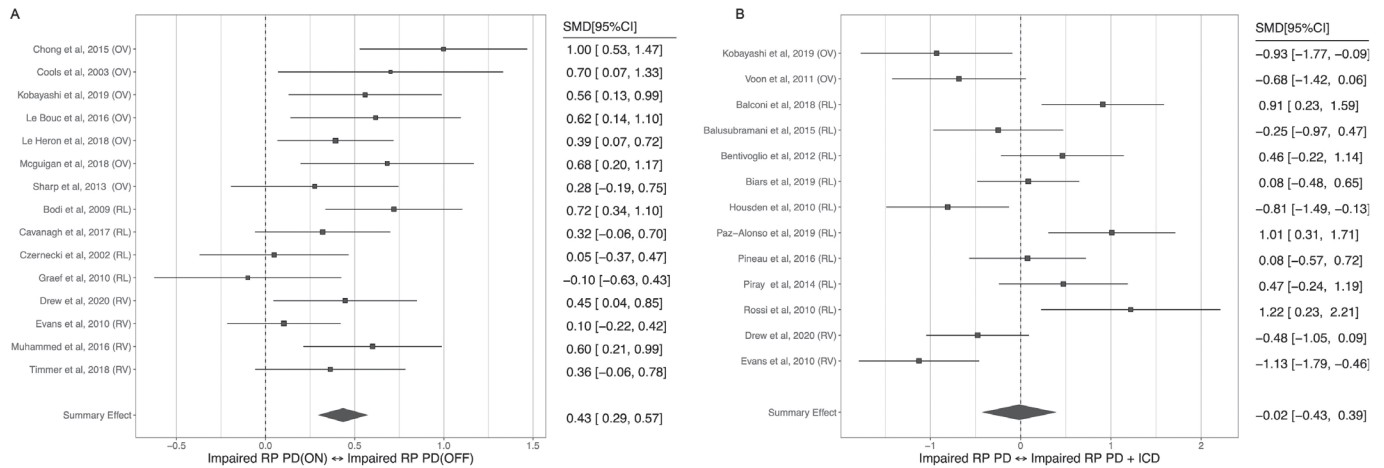 A
SMD[95%CI]
Chong et al, 2015 (OV) 1.00 [ 0.53, 1.47]
Cools et al, 2003 (OV) 0.70 [ 0.07, 1.33]
Kobayashi et al, 2019 (OV) 0.56 [ 0.13, 0.99]
Le Bouc et al, 2016 (OV) 0.62 [ 0.14, 1.10]
Le Heron et al, 2018 (OV) 0.39 [ 0.07, 0.72]
Mcguigan et al, 2018 (OV) 0.68 [ 0.20, 1.17]
Sharp et al, 2013 (OV) 0.28 [−0.19, 0.75]
Bodi et al, 2009 (RL) 0.72 [ 0.34, 1.10]
Cavanagh et al, 2017 (RL) 0.32 [−0.06, 0.70]
Czernecki et al, 2002 (RL) 0.05 [−0.37, 0.47]
Graef et al, 2010 (RL) −0.10 [−0.63, 0.43]
Drew et al, 2020 (RV) 0.45 [ 0.04, 0.85]
Evans et al, 2010 (RV) 0.10 [−0.22, 0.42]
Muhammed et al, 2016 (RV) 0.60 [ 0.21, 0.99]
Timmer et al, 2018 (RV) 0.36 [−0.06, 0.78]
Summary Effect 0.43 [ 0.29, 0.57]
−0.5 0.0 0.5 1.0 1.5
Impaired RP PD(ON) ↔ Impaired RP PD(OFF)
B
SMD[95%CI]
Kobayashi et al, 2019 (OV) −0.93 [−1.77, −0.09]
Voon et al, 2011 (OV) −0.68 [−1.42, 0.06]
Balconi et al, 2018 (RL) 0.91 [ 0.23, 1.59]
Balusubramani et al, 2015 (RL) −0.25 [−0.97, 0.47]
Bentivoglio et al, 2012 (RL) 0.46 [−0.22, 1.14]
Biars et al, 2019 (RL) 0.08 [−0.48, 0.65]
Housden et al, 2010 (RL) −0.81 [−1.49, −0.13]
Paz−Alonso et al, 2019 (RL) 1.01 [ 0.31, 1.71]
Pineau et al, 2016 (RL) 0.08 [−0.57, 0.72]
Piray et al, 2014 (RL) 0.47 [−0.24, 1.19]
Rossi et al, 2010 (RL) 1.22 [ 0.23, 2.21]
Drew et al, 2020 (RV) −0.48 [−1.05, 0.09]
Evans et al, 2010 (RV) −1.13 [−1.79, −0.46]
Summary Effect −0.02 [−0.43, 0.39]
−1 0 1 2
Impaired RP PD ↔ Impaired RP PD + ICD